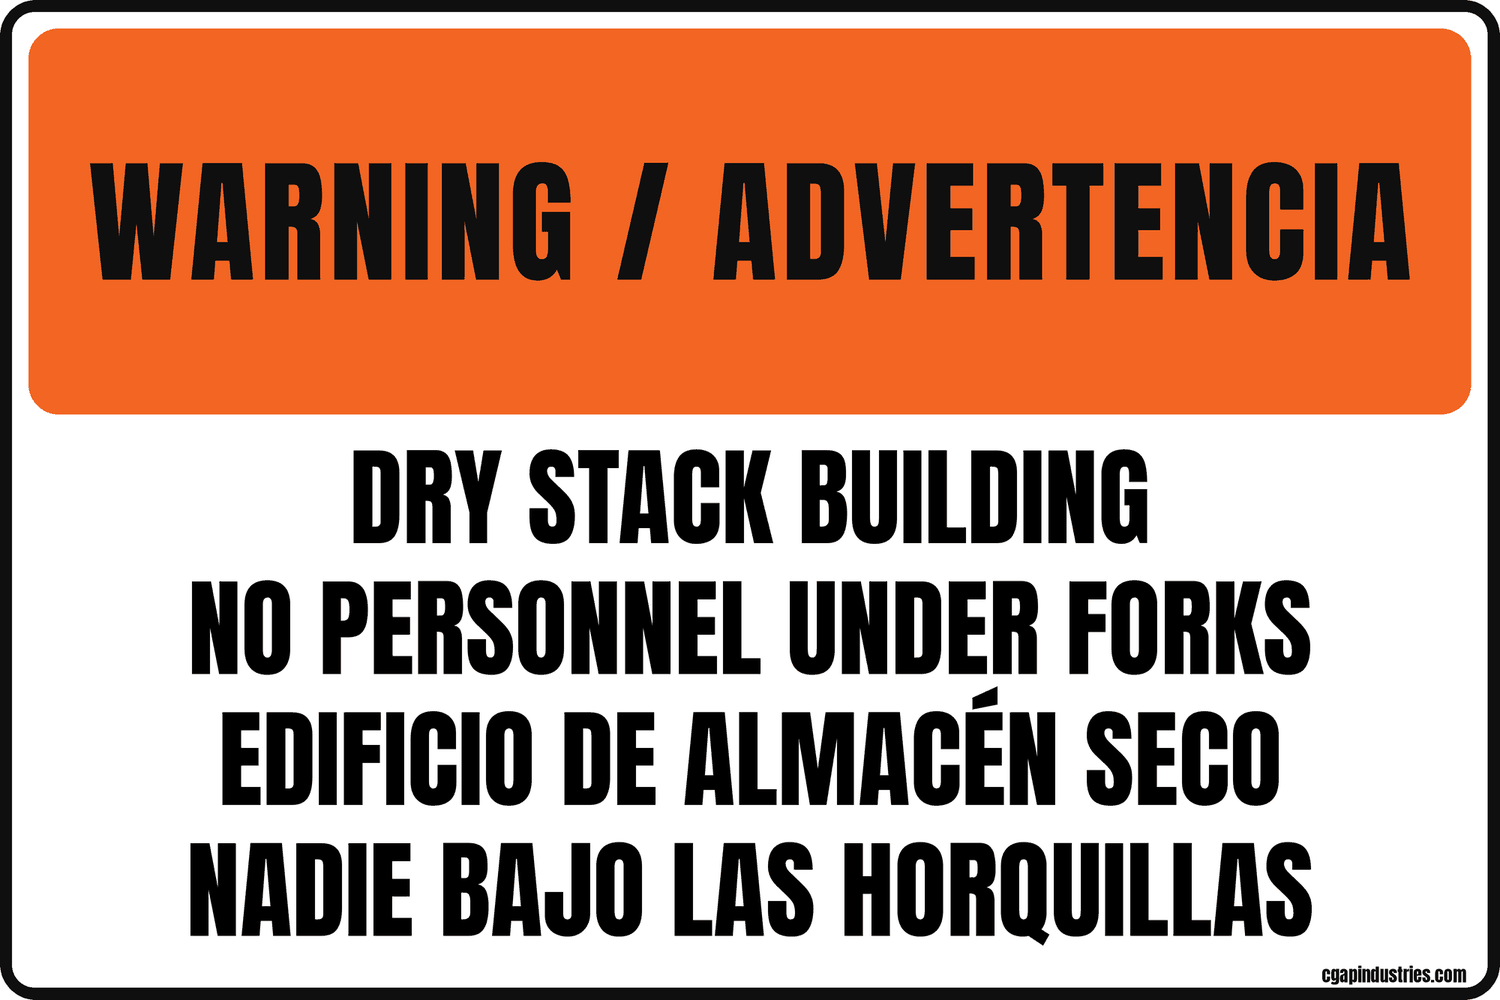 WARNING / ADVERTENCIA
DRY STACK BUILDING
NO PERSONNEL UNDER FORKS
EDIFICIO DE ALMACÉN SECO
NADIE BAJO LAS HORQUILLAS
cgapindustries.com